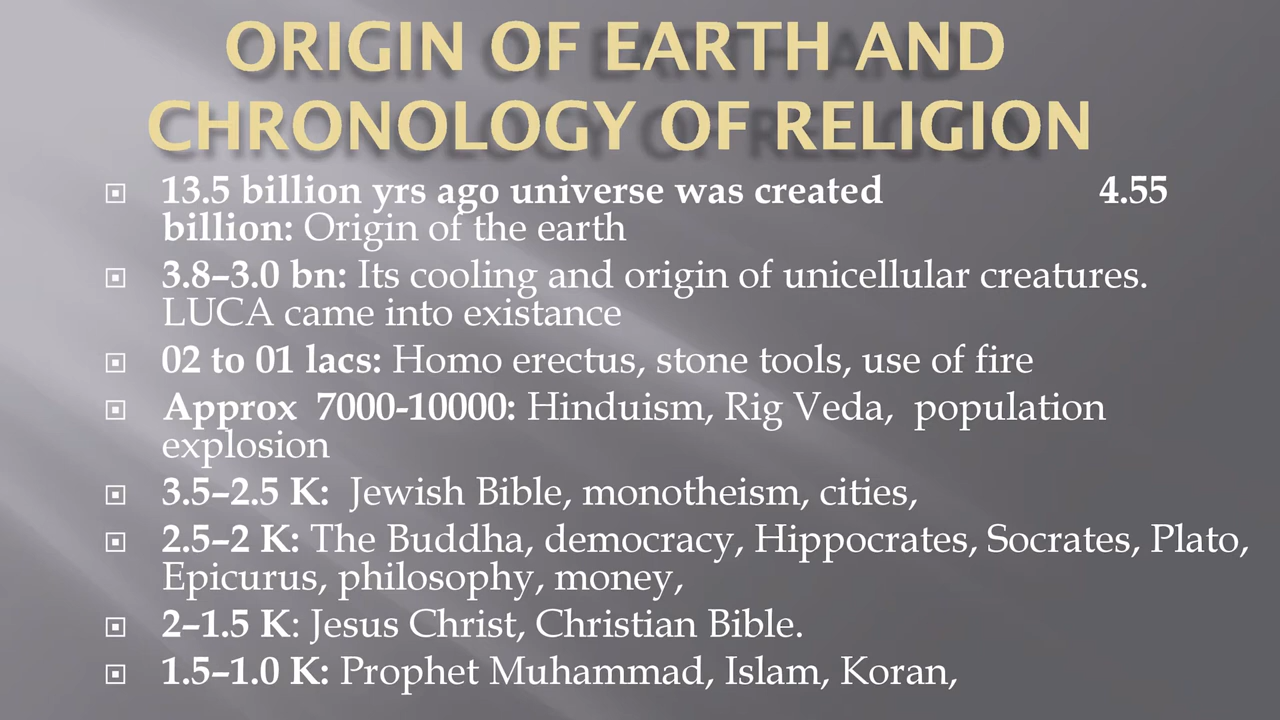 ORIGIN OF EARTH AND
CHRONOLOGY OF RELIGION
13.5 billion yrs ago universe was created 4.55
billion: Origin of the earth
3.8–3.0 bn: Its cooling and origin of unicellular creatures.
LUCA came into existance
02 to 01 lacs: Homo erectus, stone tools, use of fire
Approx 7000-10000: Hinduism, Rig Veda, population
explosion
3.5–2.5 K: Jewish Bible, monotheism, cities,
2.5–2 K: The Buddha, democracy, Hippocrates, Socrates, Plato,
Epicurus, philosophy, money,
2–1.5 K: Jesus Christ, Christian Bible.
1.5–1.0 K: Prophet Muhammad, Islam, Koran,